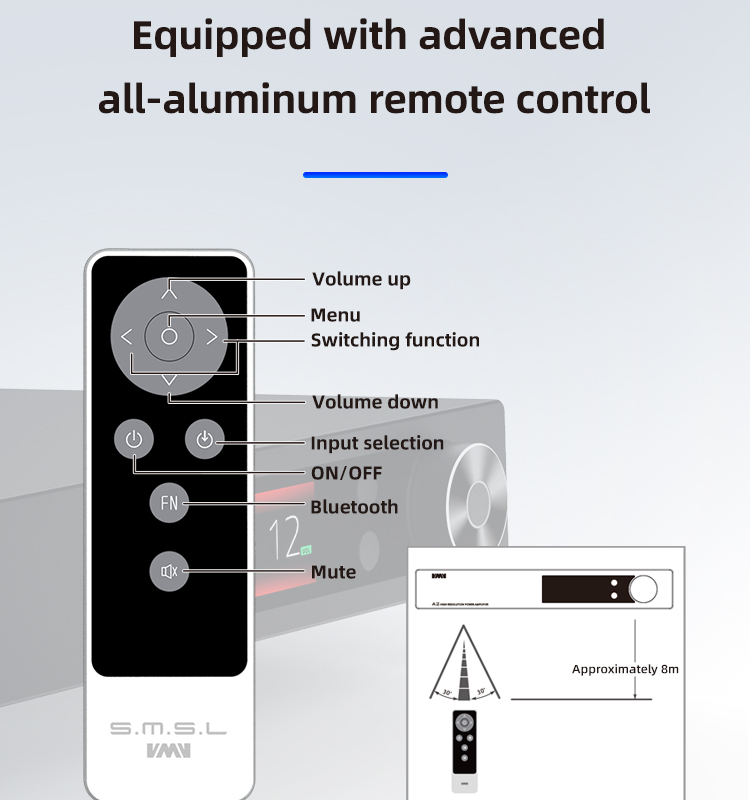 Equipped with advanced
all-aluminum remote control
Volume up
Menu
Switching function
Volume down
Input selection
ON/OFF
FN
Bluetooth
12
Mute
S.M.S.L
VMV
Approximately 8m
30°
30°